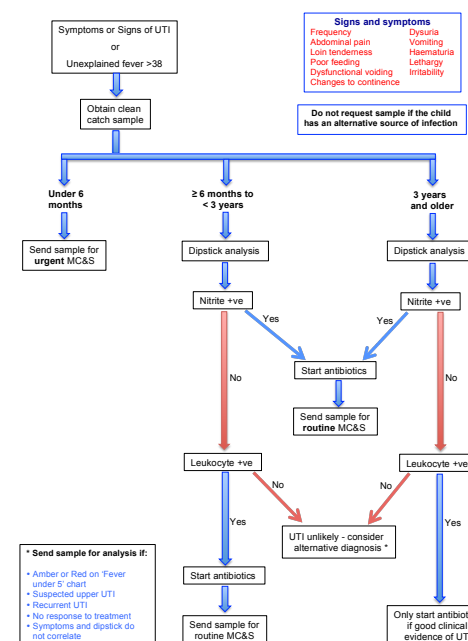 Symptoms or Signs of UTI
or
Unexplained fever >38
Signs and symptoms
Frequency
Abdominal pain
Loin tenderness
Poor feeding
Dysfunctional voiding
Changes to continence
Dysuria
Vomiting
Haematuria
Lethargy
Irritability
Obtain clean
catch sample
Do not request sample if the child
has an alternative source of infection
Under 6
months
≥ 6 months to
< 3 years
3 years
and older
Send sample for
urgent MC&S
Dipstick analysis
Dipstick analysis
Nitrite +ve
Nitrite +ve
Yes
Yes
Start antibiotics
No
No
Send sample for
routine MC&S
Leukocyte +ve
Leukocyte +ve
No
No
Yes
Yes
UTI unlikely - consider
alternative diagnosis *
* Send sample for analysis if:
• Amber or Red on 'Fever
under 5' chart
• Suspected upper UTI
• Recurrent UTI
• No response to treatment
• Symptoms and dipstick do
not correlate
Start antibiotics
Send sample for
routine MC&S
Only start antibiot
if good clinical
evidence of UT